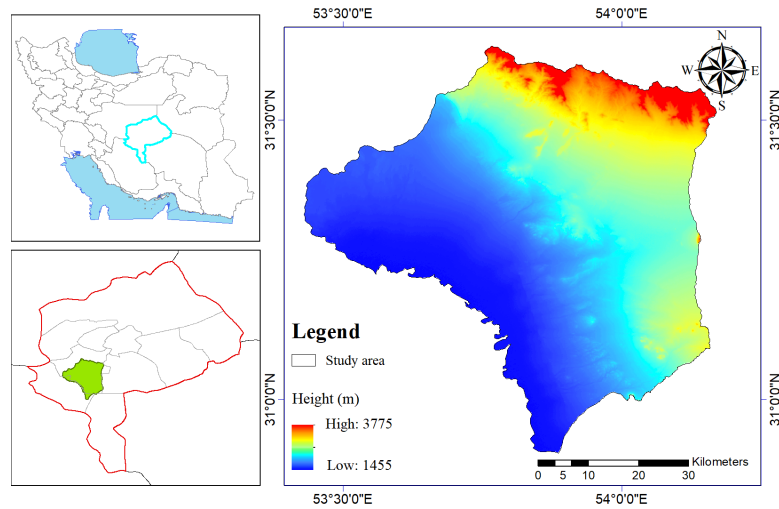 53°30'0"E
54°0'0"E
N
W
E
S
31°30'0"N
31°30'0"N
Legend
Study area
Height (m)
High: 3775
Low: 1455
31°0'0"N
31°0'0"N
Kilometers
0 5 10 20 30
53°30'0"E
54°0'0"E